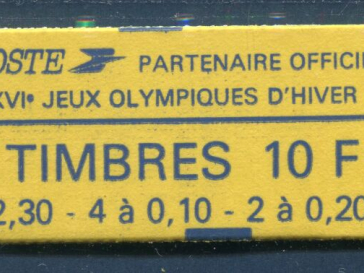 OSTE PARTENAIRE OFFICI
XVIᵉ JEUX OLYMPIQUES D'HIVER
TIMBRES 10 F
2,30 - 4 à 0,10 - 2 à 0,20